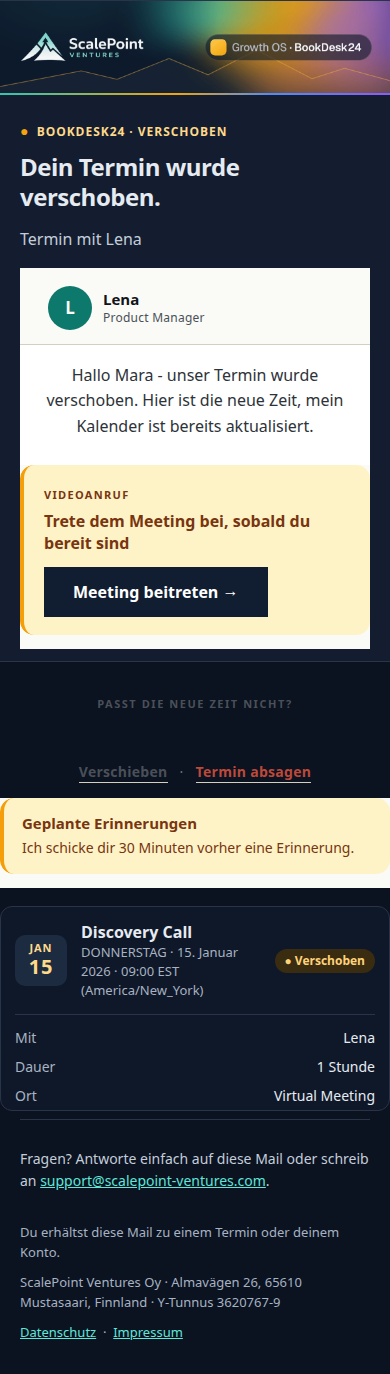 ScalePoint
VENTURES
Growth OS · BookDesk24
● BOOKDESK24 · VERSCHOBEN
Dein Termin wurde
verschoben.
Termin mit Lena
L
Lena
Product Manager
Hallo Mara - unser Termin wurde
verschoben. Hier ist die neue Zeit, mein
Kalender ist bereits aktualisiert.
VIDEOANRUF
Trete dem Meeting bei, sobald du
bereit sind
Meeting beitreten →
PASST DIE NEUE ZEIT NICHT?
Verschieben · Termin absagen
Geplante Erinnerungen
Ich schicke dir 30 Minuten vorher eine Erinnerung.
JAN
15
Discovery Call
DONNERSTAG · 15. Januar
2026 · 09:00 EST
(America/New_York)
● Verschoben
Mit Lena
Dauer 1 Stunde
Ort Virtual Meeting
Fragen? Antworte einfach auf diese Mail oder schreib
an support@scalepoint-ventures.com.
Du erhältst diese Mail zu einem Termin oder deinem
Konto.
ScalePoint Ventures Oy · Almavägen 26, 65610
Mustasaari, Finnland · Y-Tunnus 3620767-9
Datenschutz · Impressum